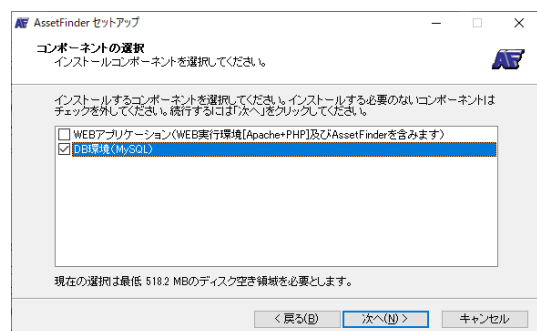 AssetFinder セットアップ
コンポーネントの選択
インストールコンポーネントを選択してください。
AF
インストールするコンポーネントを選択してください。インストールする必要のないコンポーネントは
チェックを外してください。続行するには「次へ」をクリックしてください。
WEBアプリケーション(WEB実行環境[Apache+PHP]及びAssetFinderを含みます)
DB環境(MySQL)
現在の選択は最低 518.2 MBのディスク空き領域を必要とします。
< 戻る(B)
次へ(N) >
キャンセル